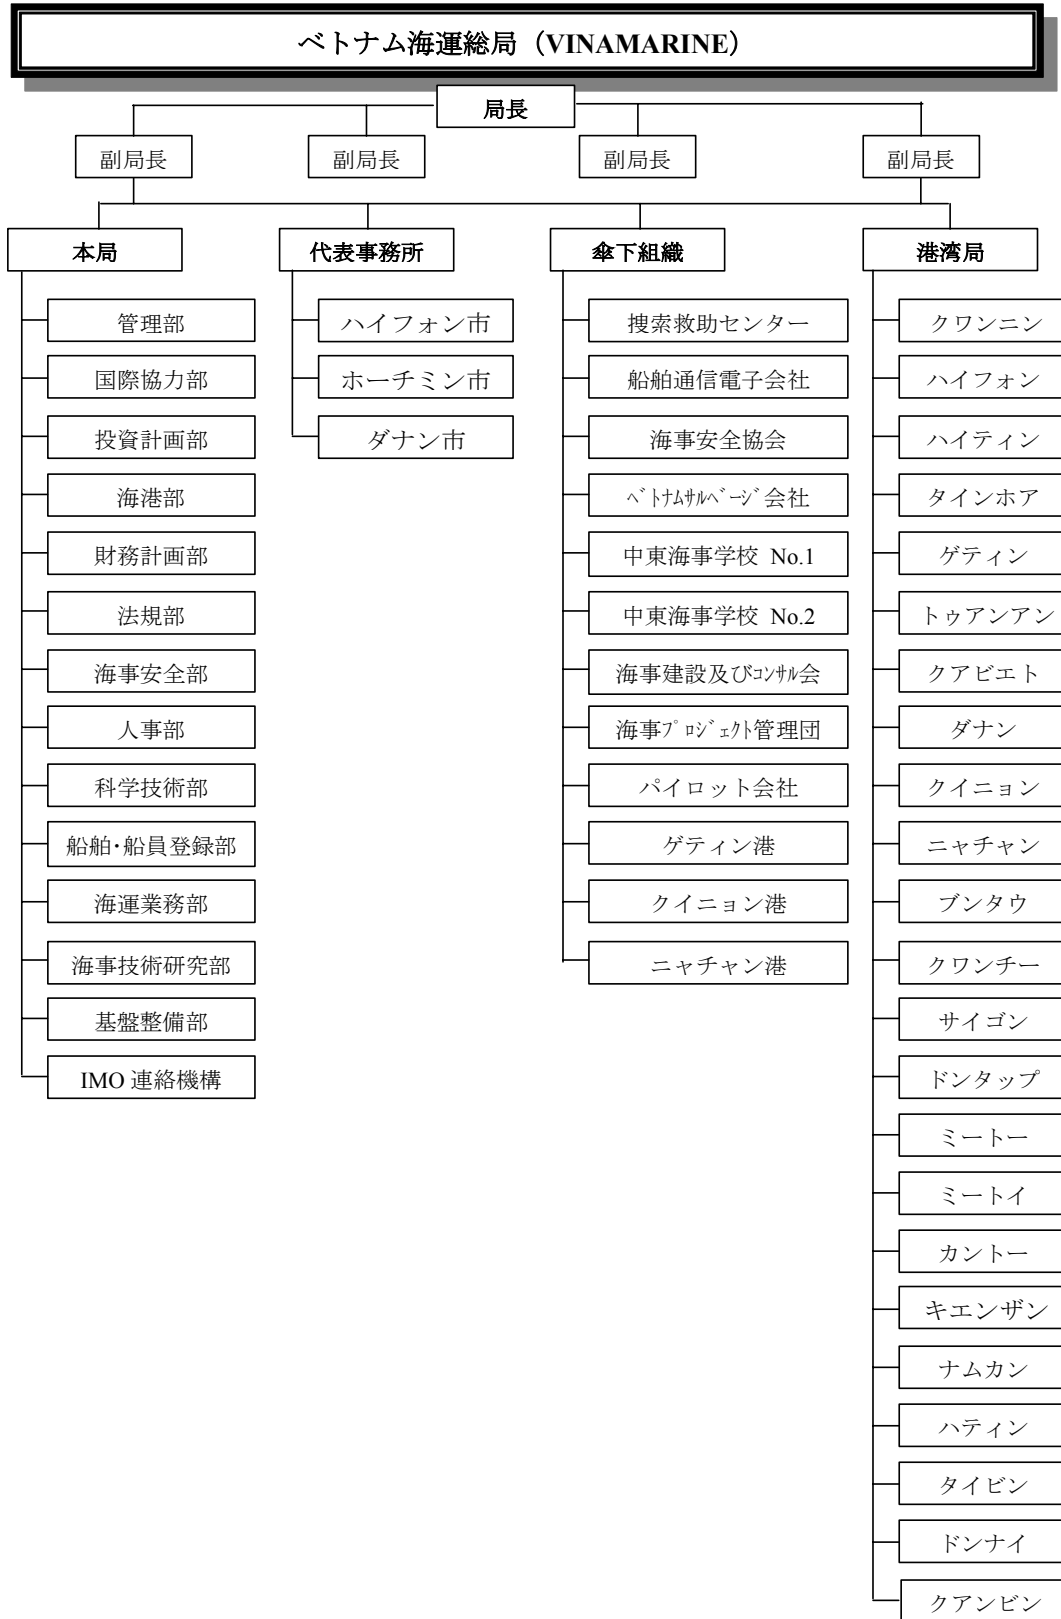 ベトナム海運総局（VINAMARINE）
局長
副局長
副局長
副局長
副局長
本局
代表事務所
傘下組織
港湾局
管理部
国際協力部
投資計画部
海港部
財務計画部
法規部
海事安全部
人事部
科学技術部
船舶･船員登録部
海運業務部
海事技術研究部
基盤整備部
IMO 連絡機構
ハイフォン市
ホーチミン市
ダナン市
捜索救助センター
船舶通信電子会社
海事安全協会
ﾍﾞﾄﾅﾑｻﾙﾍﾞｰｼﾞ会社
中東海事学校 No.1
中東海事学校 No.2
海事建設及びｺﾝｻﾙ会
海事ﾌﾟﾛｼﾞｪｸﾄ管理団
パイロット会社
ゲティン港
クイニョン港
ニャチャン港
クワンニン
ハイフォン
ハイティン
タインホア
ゲティン
トゥアンアン
クアビエト
ダナン
クイニョン
ニャチャン
ブンタウ
クワンチー
サイゴン
ドンタップ
ミートー
ミートイ
カントー
キエンザン
ナムカン
ハティン
タイビン
ドンナイ
クアンビン